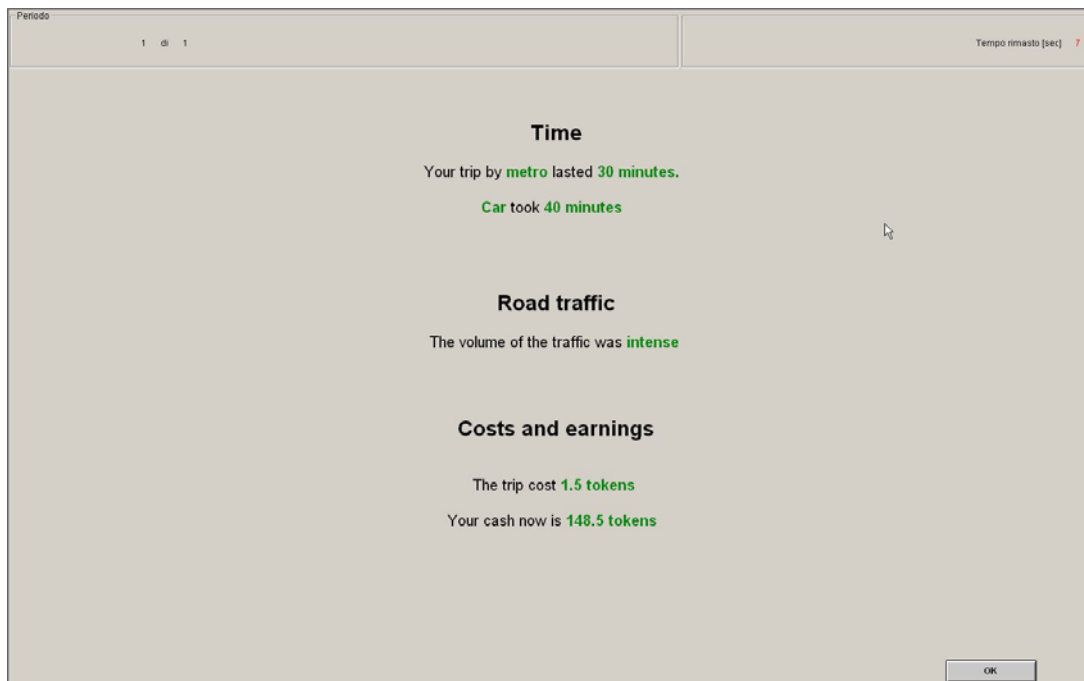 Periodo
1 di 1
Tempo rimasto [sec] 7
Time
Your trip by metro lasted 30 minutes.
Car took 40 minutes
Road traffic
The volume of the traffic was intense
Costs and earnings
The trip cost 1.5 tokens
Your cash now is 148.5 tokens
OK